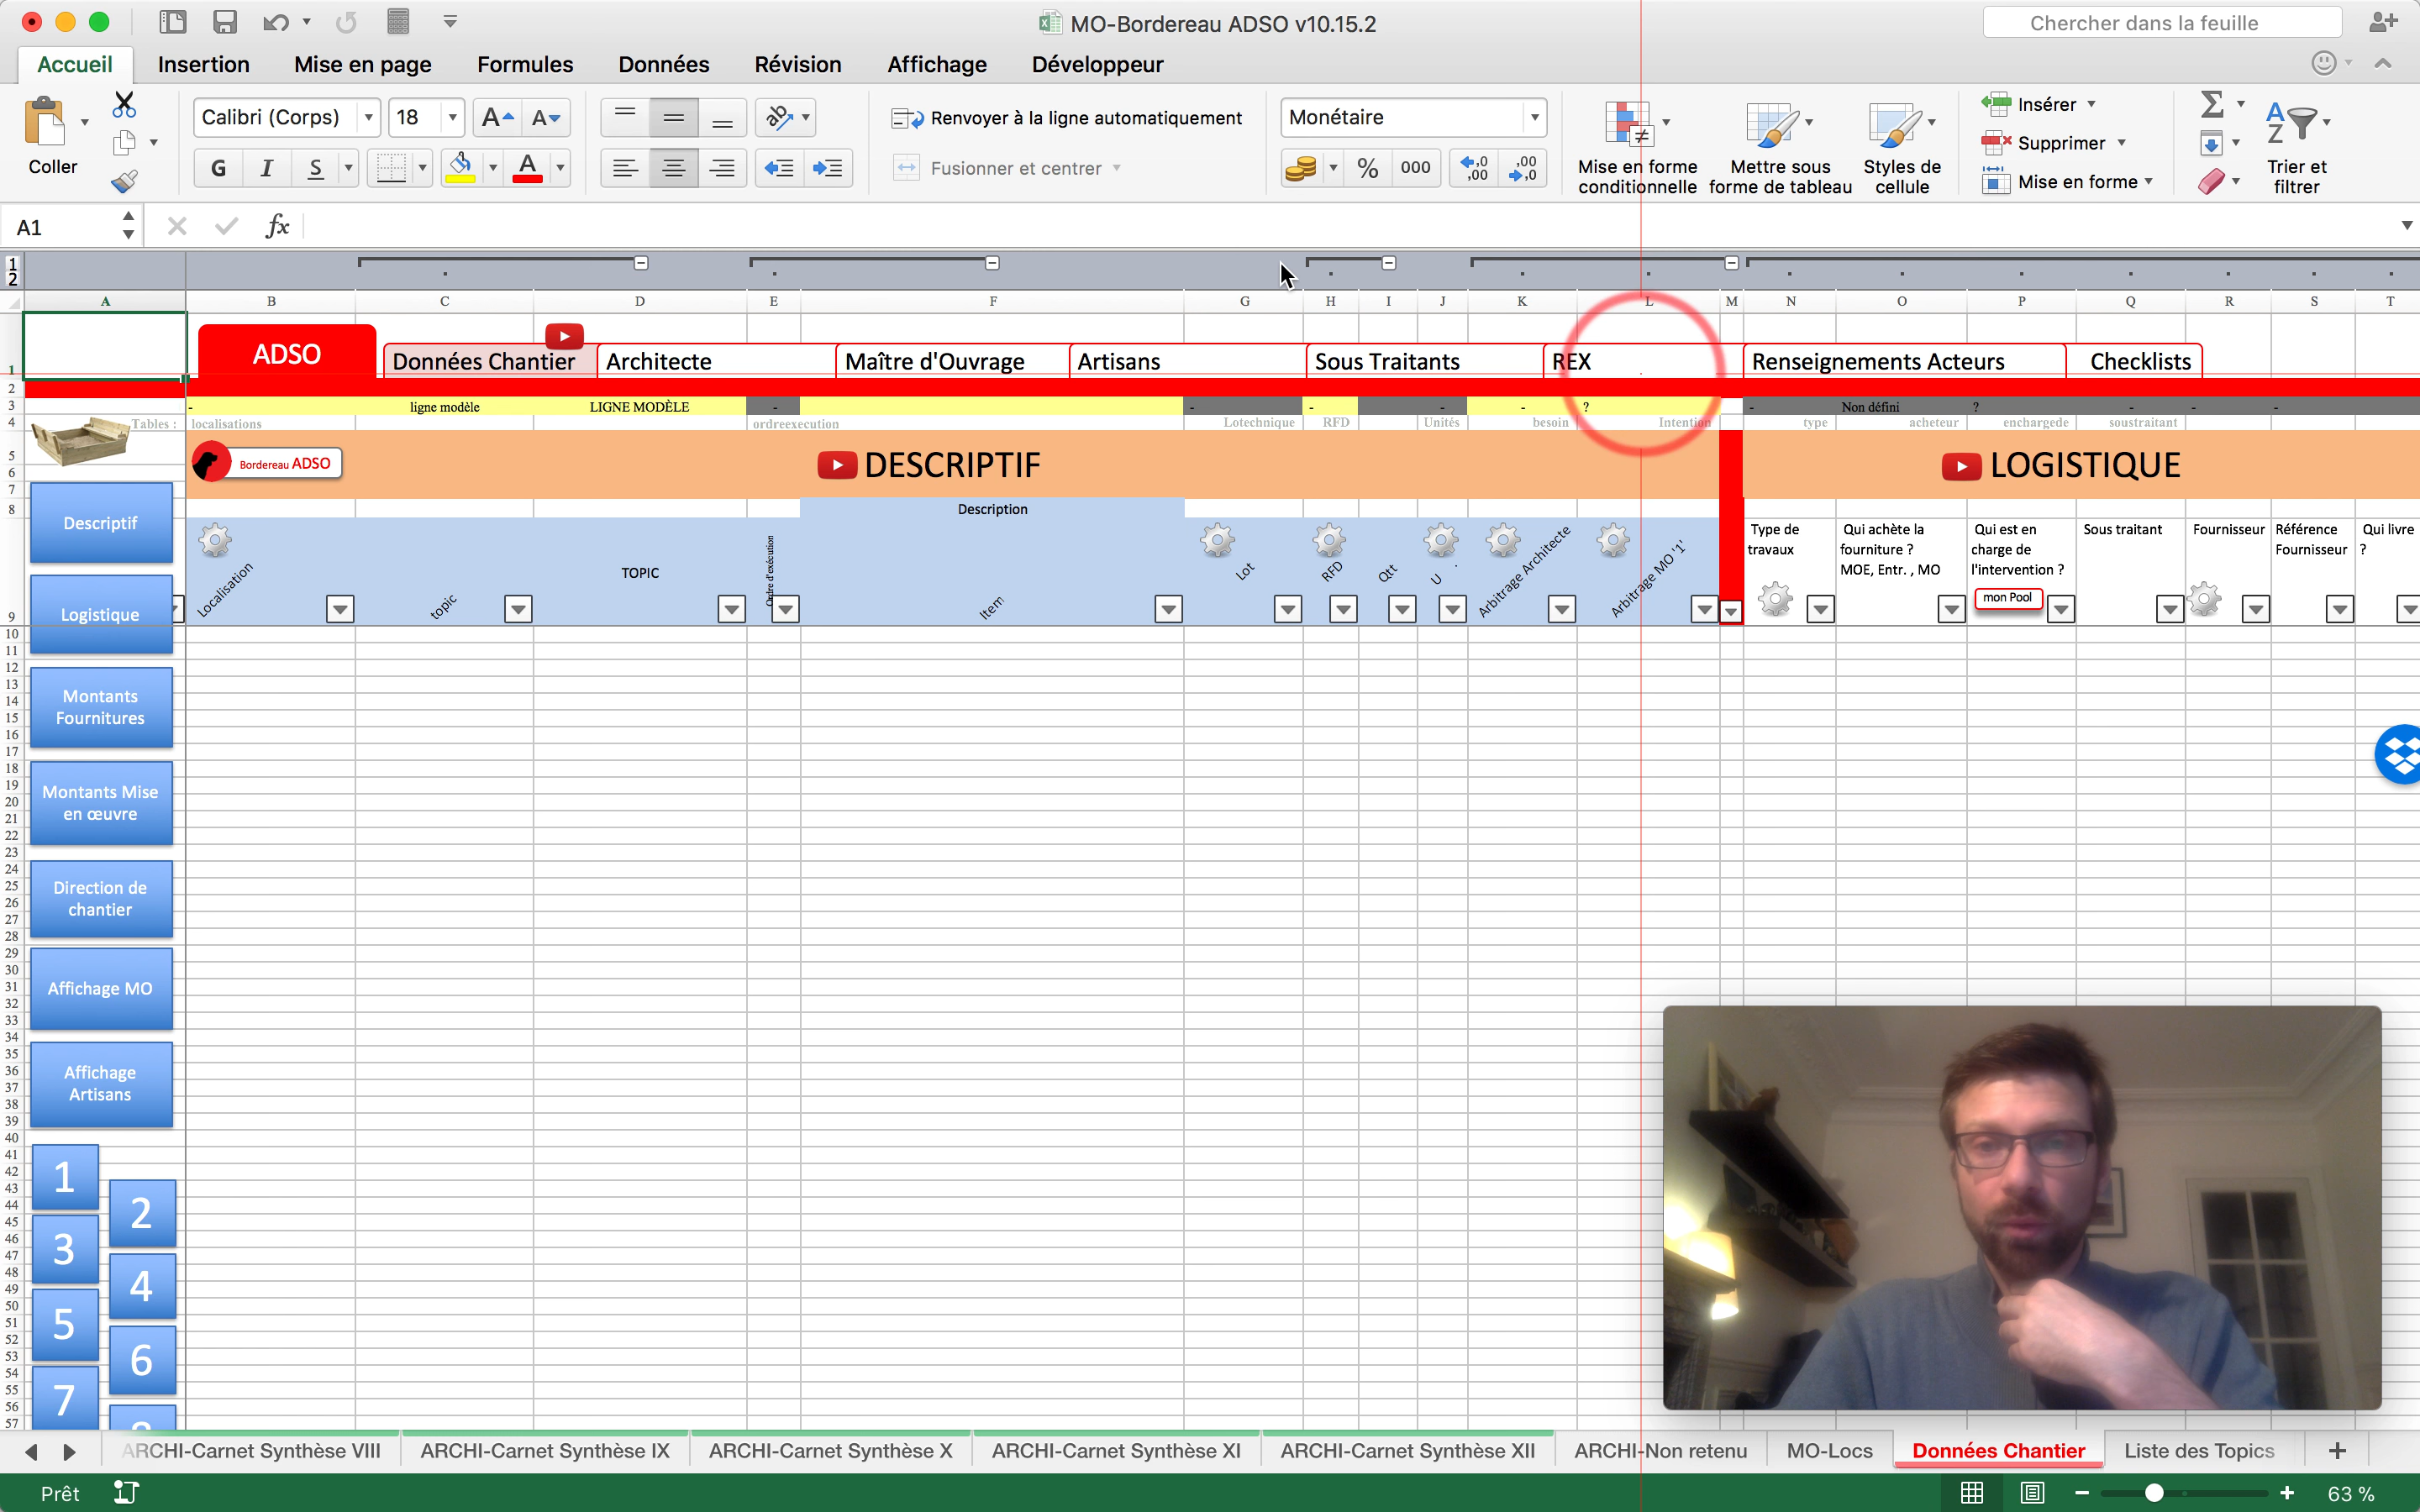 MO-Bordereau ADSO v10.15.2
Chercher dans la feuille
Accueil Insertion Mise en page Formules Données Révision Affichage Développeur
Coller
Calibri (Corps) 18
G I S
Renvoyer à la ligne automatiquement
Fusionner et centrer
Monétaire
% 000
Mise en forme conditionnelle
Mettre sous forme de tableau
Styles de cellule
Insérer
Supprimer
Mise en forme
Trier et filtrer
A1 fx
1
2
A B C D E F G H I J K L M N O P Q R S T
ADSO Données Chantier Architecte Maître d'Ouvrage Artisans Sous Traitants REX Renseignements Acteurs Checklists
- ligne modèle LIGNE MODÈLE - - - - - ? - Non défini ? - - -
Tables : localisations ordreexecution Lotechnique RFD Unités besoin Intention type acheteur enchargede soustraitant
Bordereau ADSO
DESCRIPTIF
LOGISTIQUE
Description
Localisation
topic
TOPIC
Ordre d'exécution
Item
Lot
RFD
Qtt
U
Arbitrage Architecte
Arbitrage MO '1'
Type de travaux
Qui achète la fourniture ? MOE, Entr. , MO
Qui est en charge de l'intervention ?
mon Pool
Sous traitant
Fournisseur
Référence Fournisseur
Qui livre ?
Descriptif
Logistique
Montants Fournitures
Montants Mise en œuvre
Direction de chantier
Affichage MO
Affichage Artisans
1
2
3
4
5
6
7
ARCHI-Carnet Synthèse VIII ARCHI-Carnet Synthèse IX ARCHI-Carnet Synthèse X ARCHI-Carnet Synthèse XI ARCHI-Carnet Synthèse XII ARCHI-Non retenu MO-Locs Données Chantier Liste des Topics +
Prêt
63 %